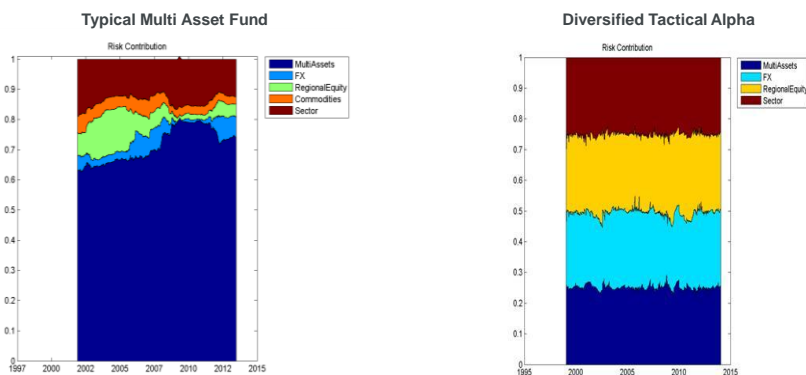 Typical Multi Asset Fund
Risk Contribution
1
0.9
0.8
0.7
0.6
0.5
0.4
0.3
0.2
0.1
0
1997 2000 2002 2005 2007 2010 2012 2015
MultiAssets
FX
RegionalEquity
Commodities
Sector
Diversified Tactical Alpha
Risk Contribution
1
0.9
0.8
0.7
0.6
0.5
0.4
0.3
0.2
0.1
0
1995 2000 2005 2010 2015
MultiAssets
FX
RegionalEquity
Sector